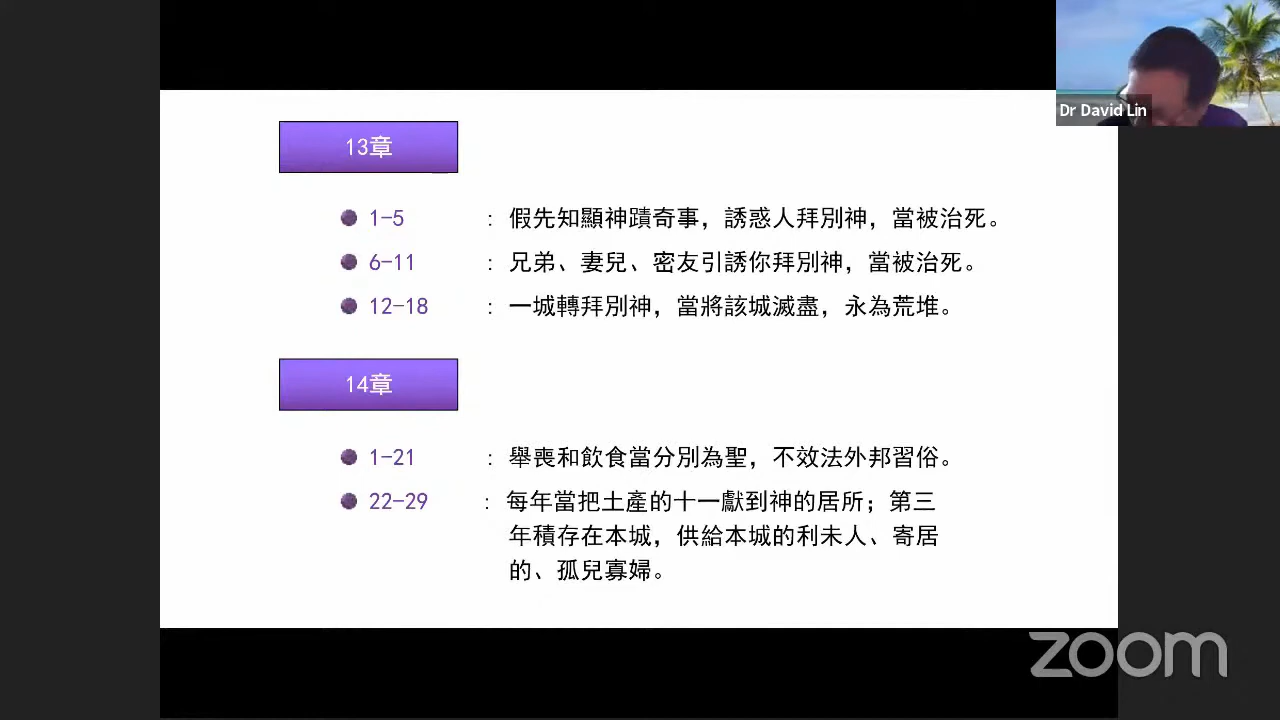 Dr David Lin
13章
1-5 : 假先知顯神蹟奇事，誘惑人拜別神，當被治死。
6-11 : 兄弟、妻兒、密友引誘你拜別神，當被治死。
12-18 : 一城轉拜別神，當將該城滅盡，永為荒堆。
14章
1-21 : 舉喪和飲食當分別為聖，不效法外邦習俗。
22-29 : 每年當把土產的十一獻到神的居所；第三
年積存在本城，供給本城的利未人、寄居
的、孤兒寡婦。
zoom